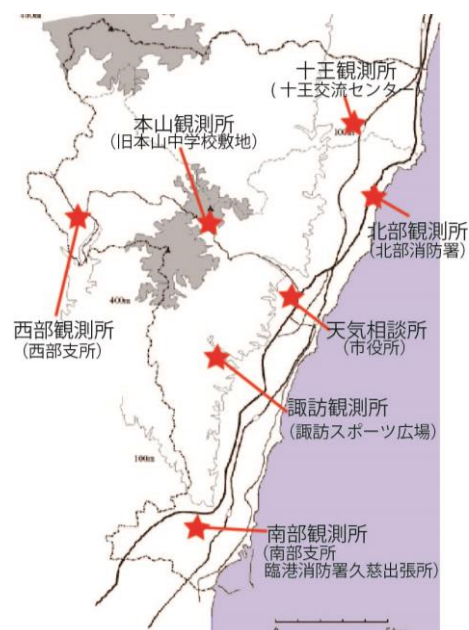 十王観測所
(十王交流センター)
100m
本山観測所
(旧本山中学校敷地)
北部観測所
(北部消防署)
400m
西部観測所
(西部支所)
天気相談所
(市役所)
諏訪観測所
(諏訪スポーツ広場)
100m
南部観測所
(南部支所
臨港消防署久慈出張所)